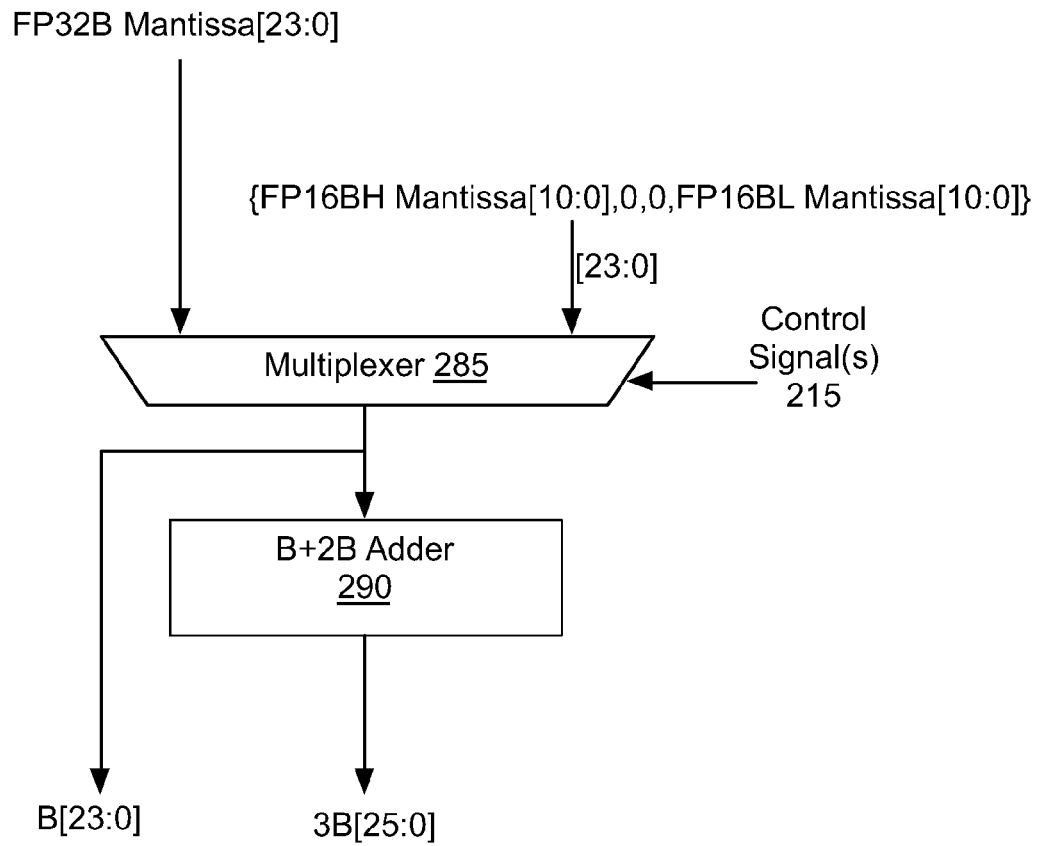 FP32B Mantissa[23:0]
{FP16BH Mantissa[10:0],0,0,FP16BL Mantissa[10:0]}
[23:0]
Control
Signal(s)
215
Multiplexer 285
B+2B Adder
290
B[23:0]
3B[25:0]